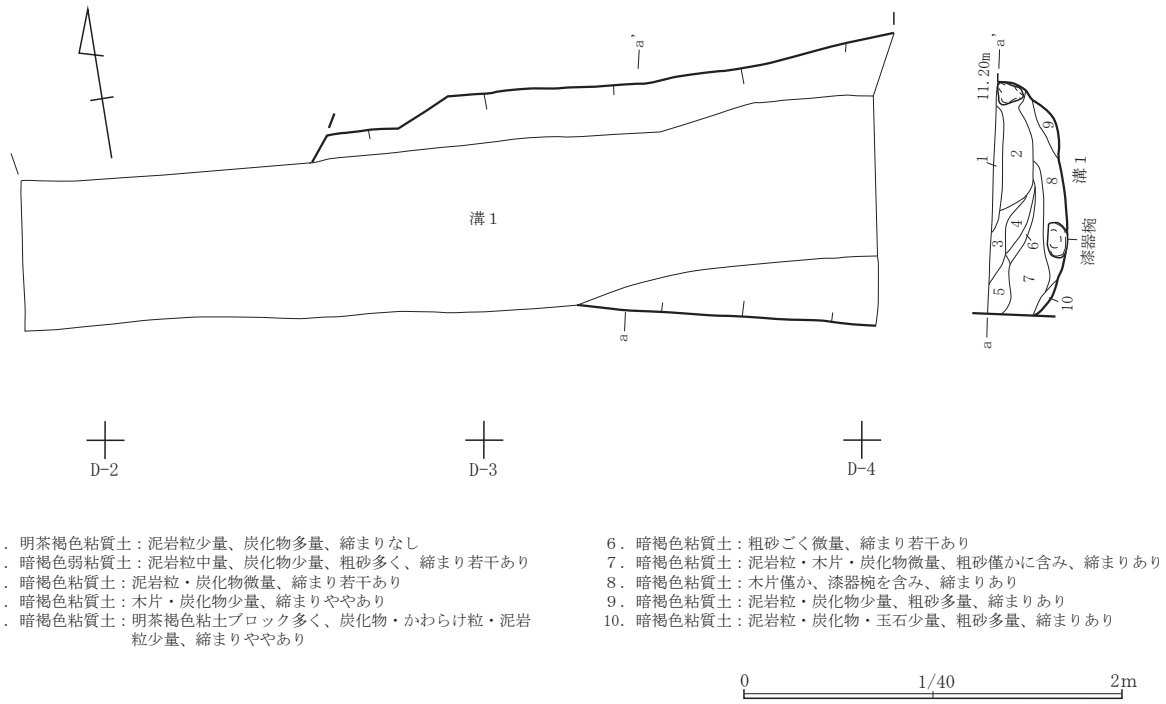 a'
溝１
a
11.20m
a'
1
2
3
4
5
6
7
8
9
10
溝１
漆器椀
a
D-2
D-3
D-4
．明茶褐色粘質土：泥岩粒少量、炭化物多量、締まりなし
．暗褐色弱粘質土：泥岩粒中量、炭化物少量、粗砂多く、締まり若干あり
．暗褐色粘質土：泥岩粒・炭化物微量、締まり若干あり
．暗褐色粘質土：木片・炭化物少量、締まりややあり
．暗褐色粘質土：明茶褐色粘土ブロック多く、炭化物・かわらけ粒・泥岩
粒少量、締まりややあり
６．暗褐色粘質土：粗砂ごく微量、締まり若干あり
７．暗褐色粘質土：泥岩粒・木片・炭化物微量、粗砂僅かに含み、締まりあり
８．暗褐色粘質土：木片僅か、漆器椀を含み、締まりあり
９．暗褐色粘質土：泥岩粒・炭化物少量、粗砂多量、締まりあり
10．暗褐色粘質土：泥岩粒・炭化物・玉石少量、粗砂多量、締まりあり
0
1/40
2m